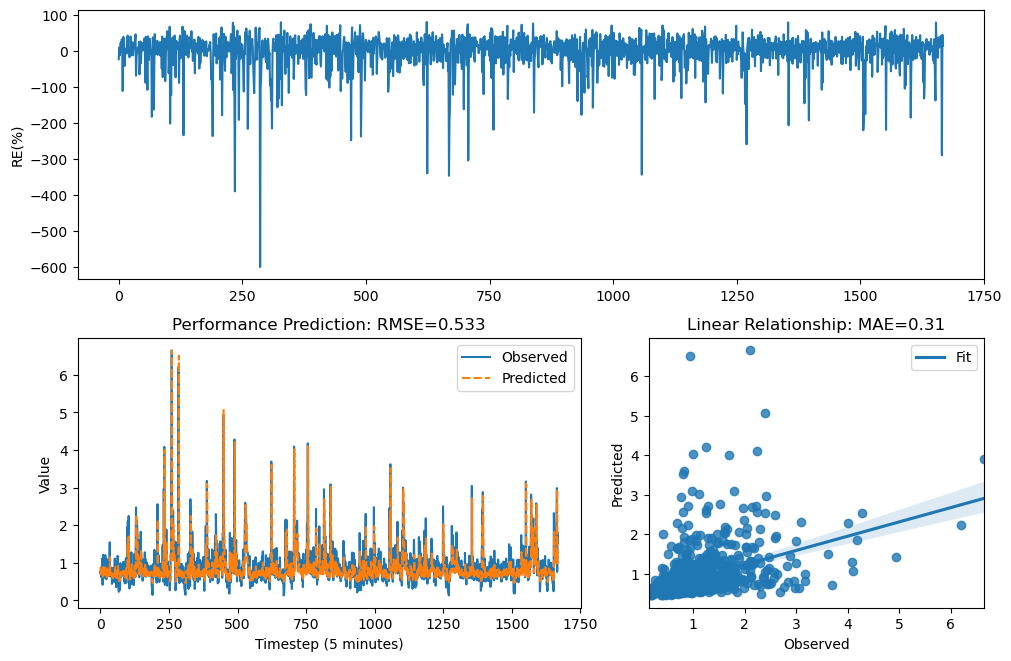 100
0
−100
−200
−300
−400
−500
−600
RE(%)
0 250 500 750 1000 1250 1500 1750
Performance Prediction: RMSE=0.533
Observed
Predicted
6
5
4
3
2
1
0
Value
0 250 500 750 1000 1250 1500 1750
Timestep (5 minutes)
Linear Relationship: MAE=0.31
Fit
6
5
4
3
2
1
Predicted
1 2 3 4 5 6
Observed